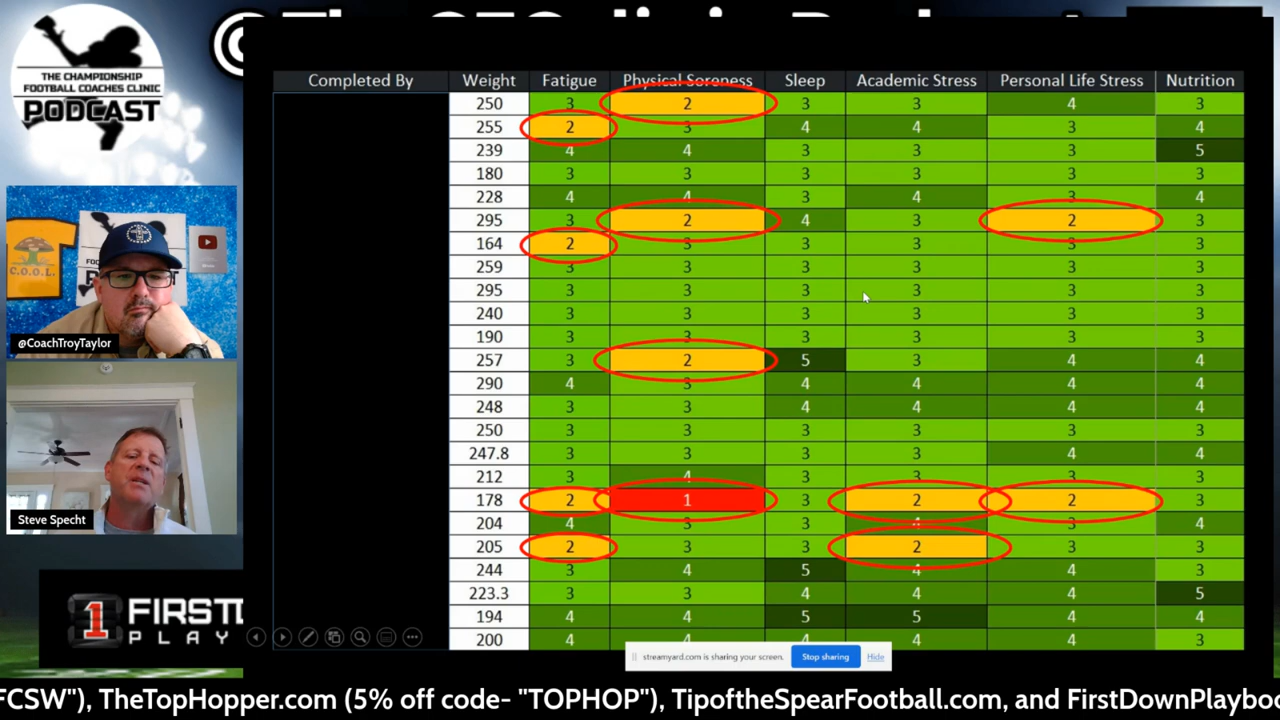 THE CHAMPIONSHIP
FOOTBALL COACHES CLINIC
PODCAST
C.O.O.L.
@CoachTroyTaylor
Steve Specht
1 FIRST
PLAY
Completed By Weight Fatigue Physical Soreness Sleep Academic Stress Personal Life Stress Nutrition
250 3 2 3 3 4 3
255 2 3 4 4 3 4
239 4 4 3 3 3 5
180 3 3 3 3 3 3
228 4 4 3 4 3 4
295 3 2 4 3 2 3
164 2 3 3 3 3 3
259 3 3 3 3 3 3
295 3 3 3 3 3 3
240 3 3 3 3 3 3
190 3 3 3 3 3 3
257 3 2 5 3 4 4
290 4 3 4 4 4 4
248 3 3 4 4 4 4
250 3 3 3 3 3 3
247.8 3 3 3 3 4 4
212 3 4 3 3 3 3
178 2 1 3 2 2 3
204 4 3 3 4 3 4
205 2 3 3 2 3 3
244 3 4 5 4 4 3
223.3 3 3 4 4 4 5
194 4 4 5 5 4 4
200 4 4 4 4 4 3
streamyard.com is sharing your screen. Stop sharing Hide
FCSW"), TheTopHopper.com (5% off code- "TOPHOP"), TipoftheSpearFootball.com, and FirstDownPlaybo